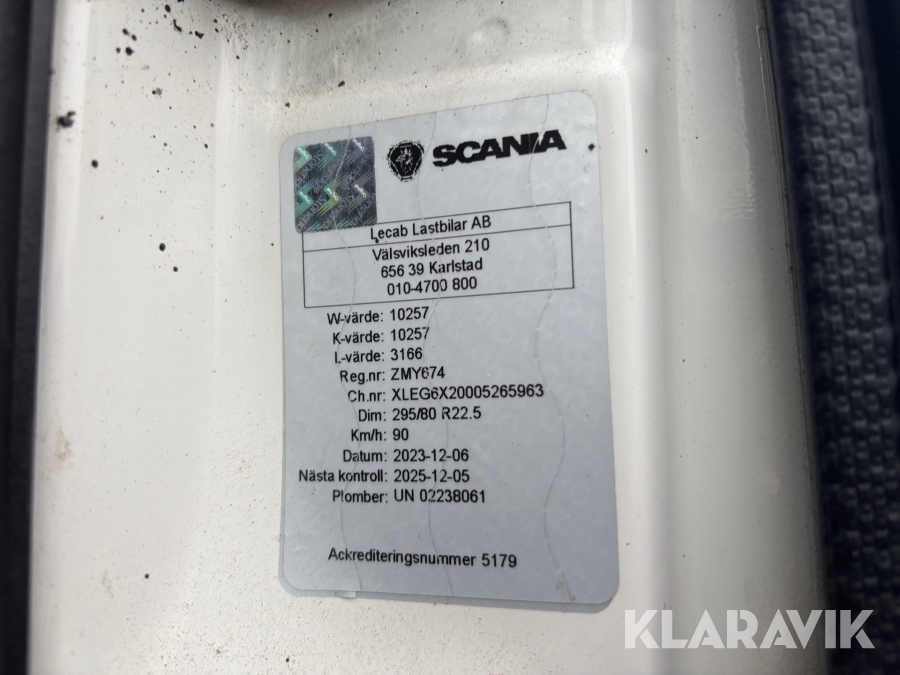 SCANIA
Lecab Lastbilar AB
Välsviksleden 210
656 39 Karlstad
010-4700 800
W-värde: 10257
K-värde: 10257
L-värde: 3166
Reg.nr: ZMY674
Ch.nr: XLEG6X20005265963
Dim: 295/80 R22.5
Km/h: 90
Datum: 2023-12-06
Nästa kontroll: 2025-12-05
Plomber: UN 02238061
Ackrediteringsnummer 5179
KLARAVIK